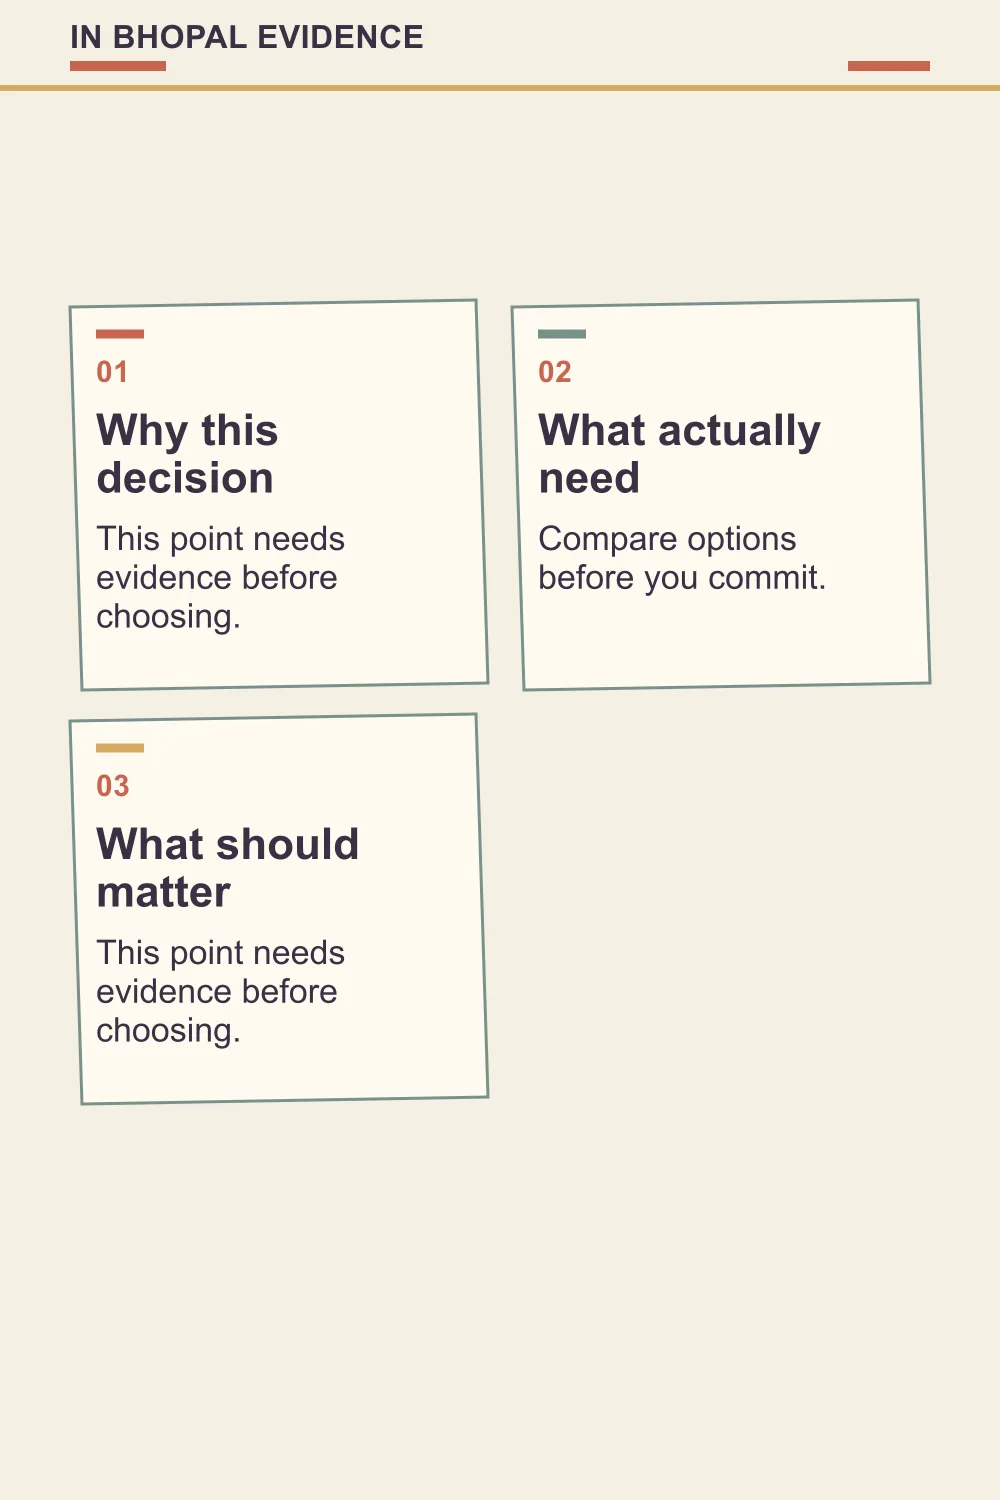 IN BHOPAL EVIDENCE
01
Why this
decision
This point needs
evidence before
choosing.
02
What actually
need
Compare options
before you commit.
03
What should
matter
This point needs
evidence before
choosing.